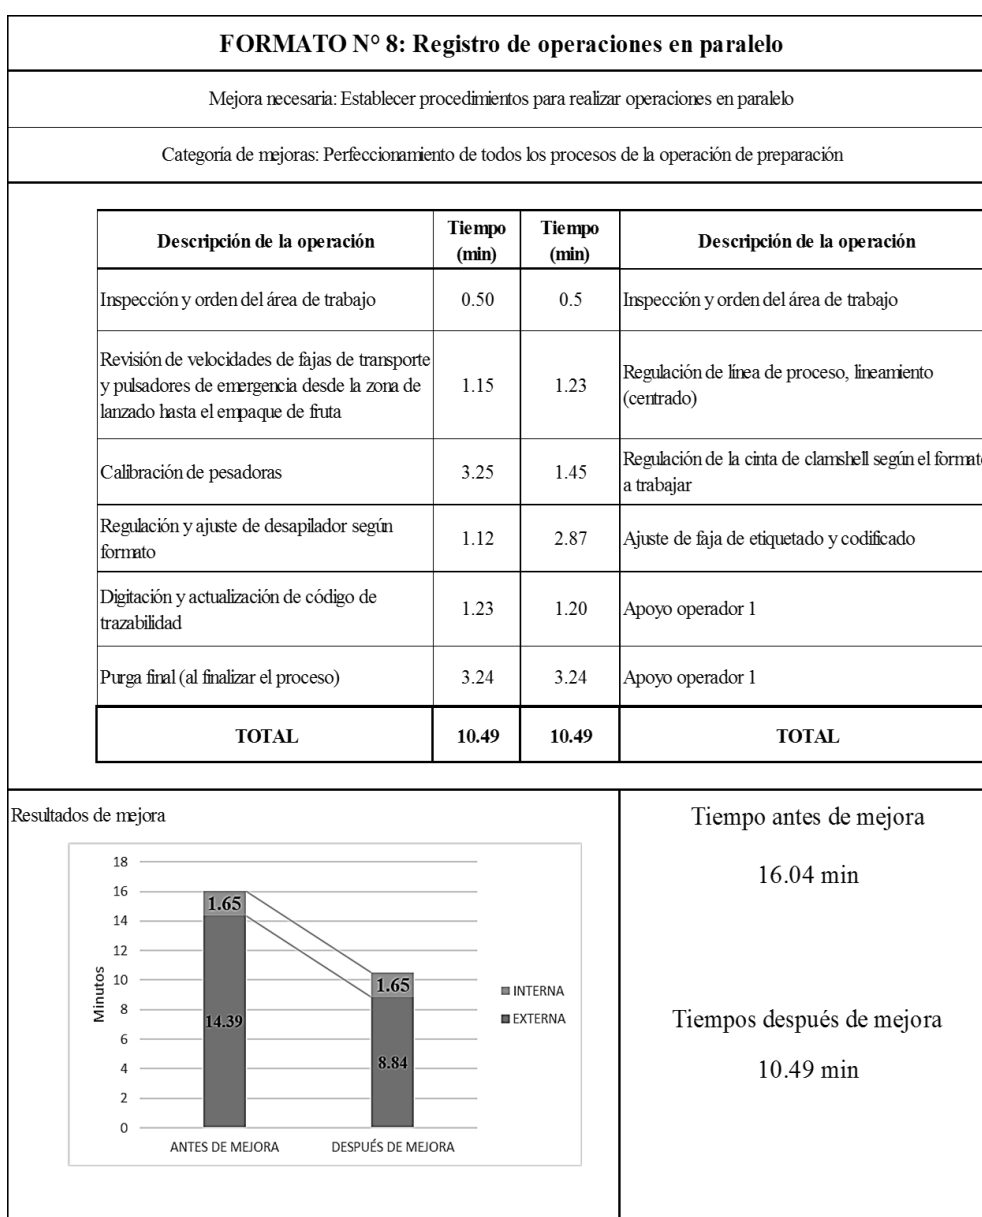 FORMATO N° 8: Registro de operaciones en paralelo
Mejora necesaria: Establecer procedimientos para realizar operaciones en paralelo
Categoría de mejoras: Perfeccionamiento de todos los procesos de la operación de preparación
Descripción de la operación Tiempo (min) Tiempo (min) Descripción de la operación
Inspección y orden del área de trabajo 0.50 0.5 Inspección y orden del área de trabajo
Revisión de velocidades de fajas de transporte
y pulsadores de emergencia desde la zona de
lanzado hasta el empaque de fruta
1.15 1.23
Regulación de línea de proceso, lineamiento
(centrado)
Calibración de pesadoras 3.25 1.45
Regulación de la cinta de clamshell según el formato
a trabajar
Regulación y ajuste de desapilador según
formato
1.12 2.87 Ajuste de faja de etiquetado y codificado
Digitación y actualización de código de
trazabilidad
1.23 1.20 Apoyo operador 1
Purga final (al finalizar el proceso) 3.24 3.24 Apoyo operador 1
TOTAL 10.49 10.49 TOTAL
Resultados de mejora
18
16
14
12
10
8
6
4
2
0
Minutos
1.65
14.39
1.65
8.84
INTERNA
EXTERNA
ANTES DE MEJORA DESPUÉS DE MEJORA
Tiempo antes de mejora
16.04 min
Tiempos después de mejora
10.49 min